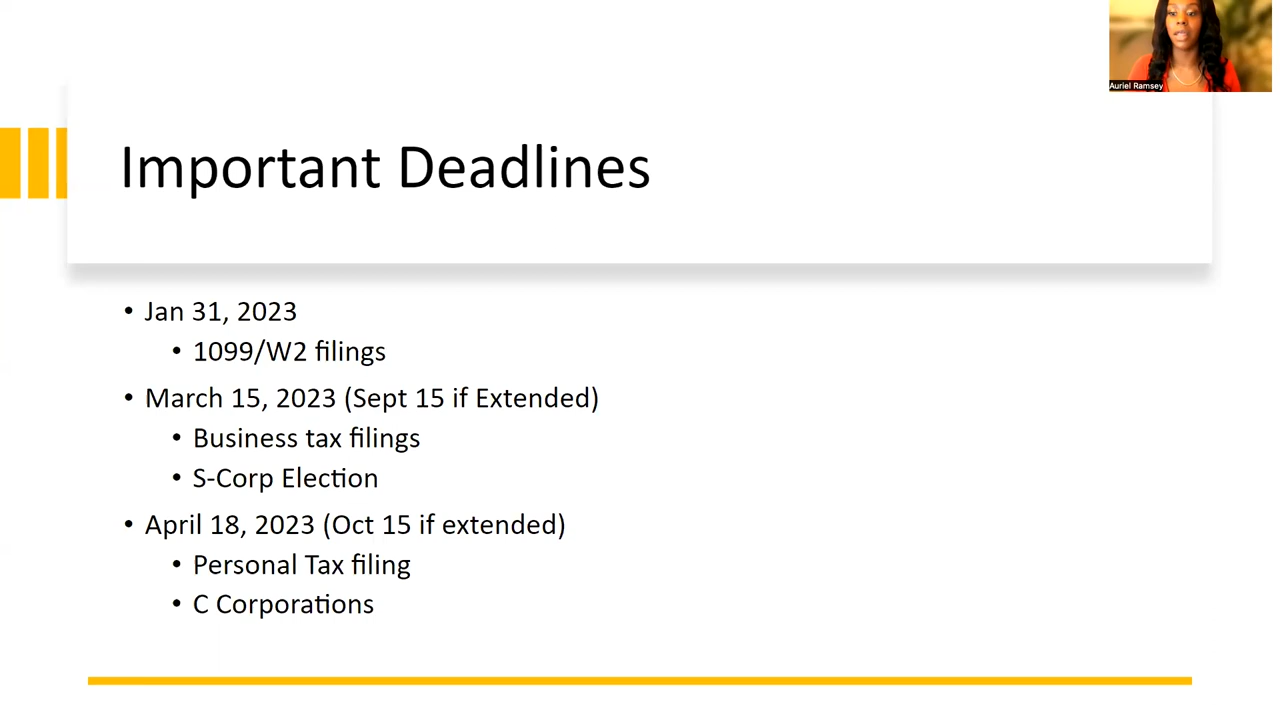 Auriel Ramsey
Important Deadlines
• Jan 31, 2023
• 1099/W2 filings
• March 15, 2023 (Sept 15 if Extended)
• Business tax filings
• S-Corp Election
• April 18, 2023 (Oct 15 if extended)
• Personal Tax filing
• C Corporations